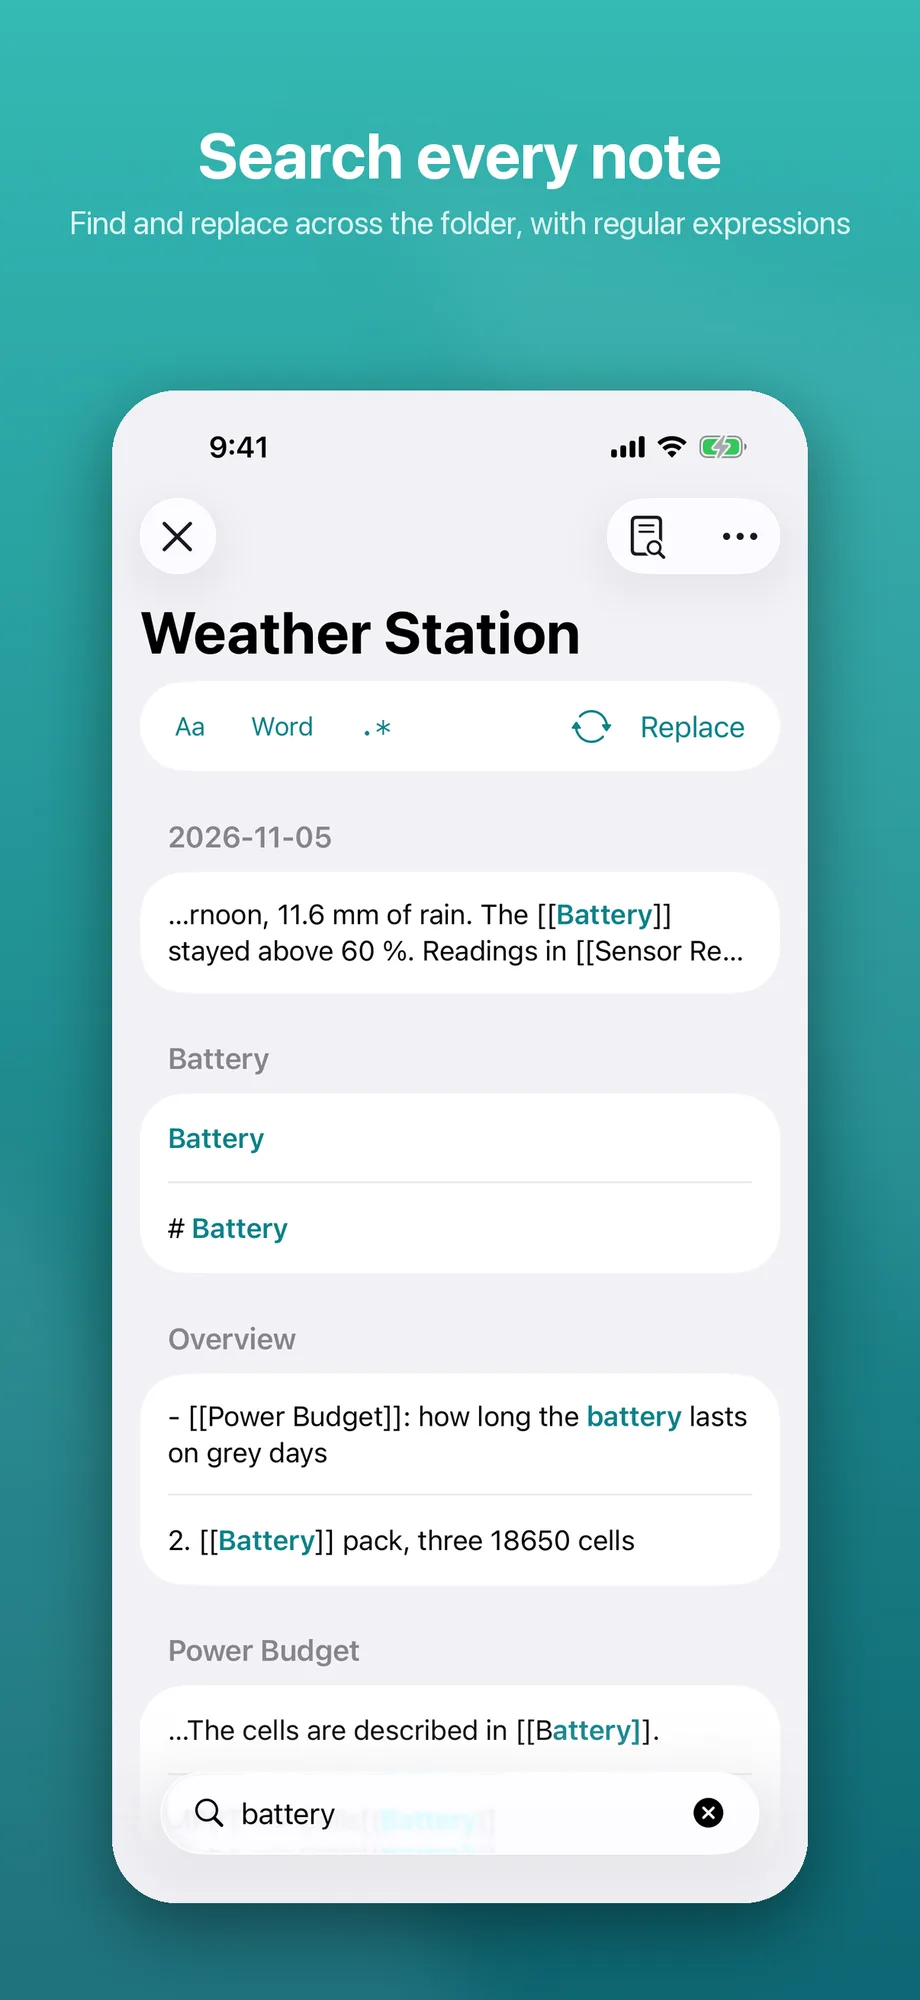 Search every note
Find and replace across the folder, with regular expressions
9:41
Weather Station
Aa Word .* Replace
2026-11-05
...rnoon, 11.6 mm of rain. The [[Battery]]
stayed above 60 %. Readings in [[Sensor Re...
Battery
Battery
# Battery
Overview
- [[Power Budget]]: how long the battery lasts
on grey days
2. [[Battery]] pack, three 18650 cells
Power Budget
...The cells are described in [[Battery]].
battery